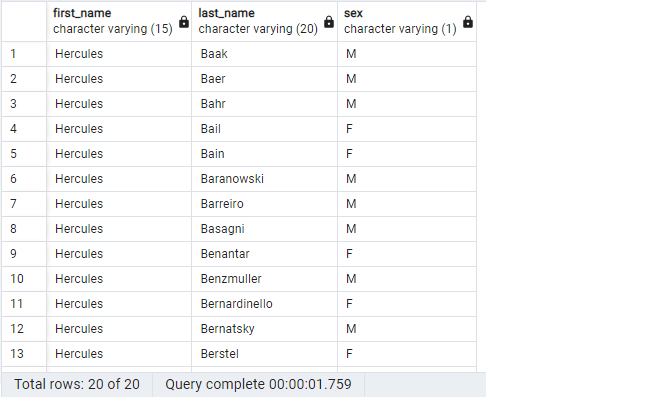 first_name last_name sex
character varying (15) character varying (20) character varying (1)
1 Hercules Baak M
2 Hercules Baer M
3 Hercules Bahr M
4 Hercules Bail F
5 Hercules Bain F
6 Hercules Baranowski M
7 Hercules Barreiro M
8 Hercules Basagni M
9 Hercules Benantar F
10 Hercules Benzmuller M
11 Hercules Bernardinello F
12 Hercules Bernatsky M
13 Hercules Berstel F
Total rows: 20 of 20 Query complete 00:00:01.759